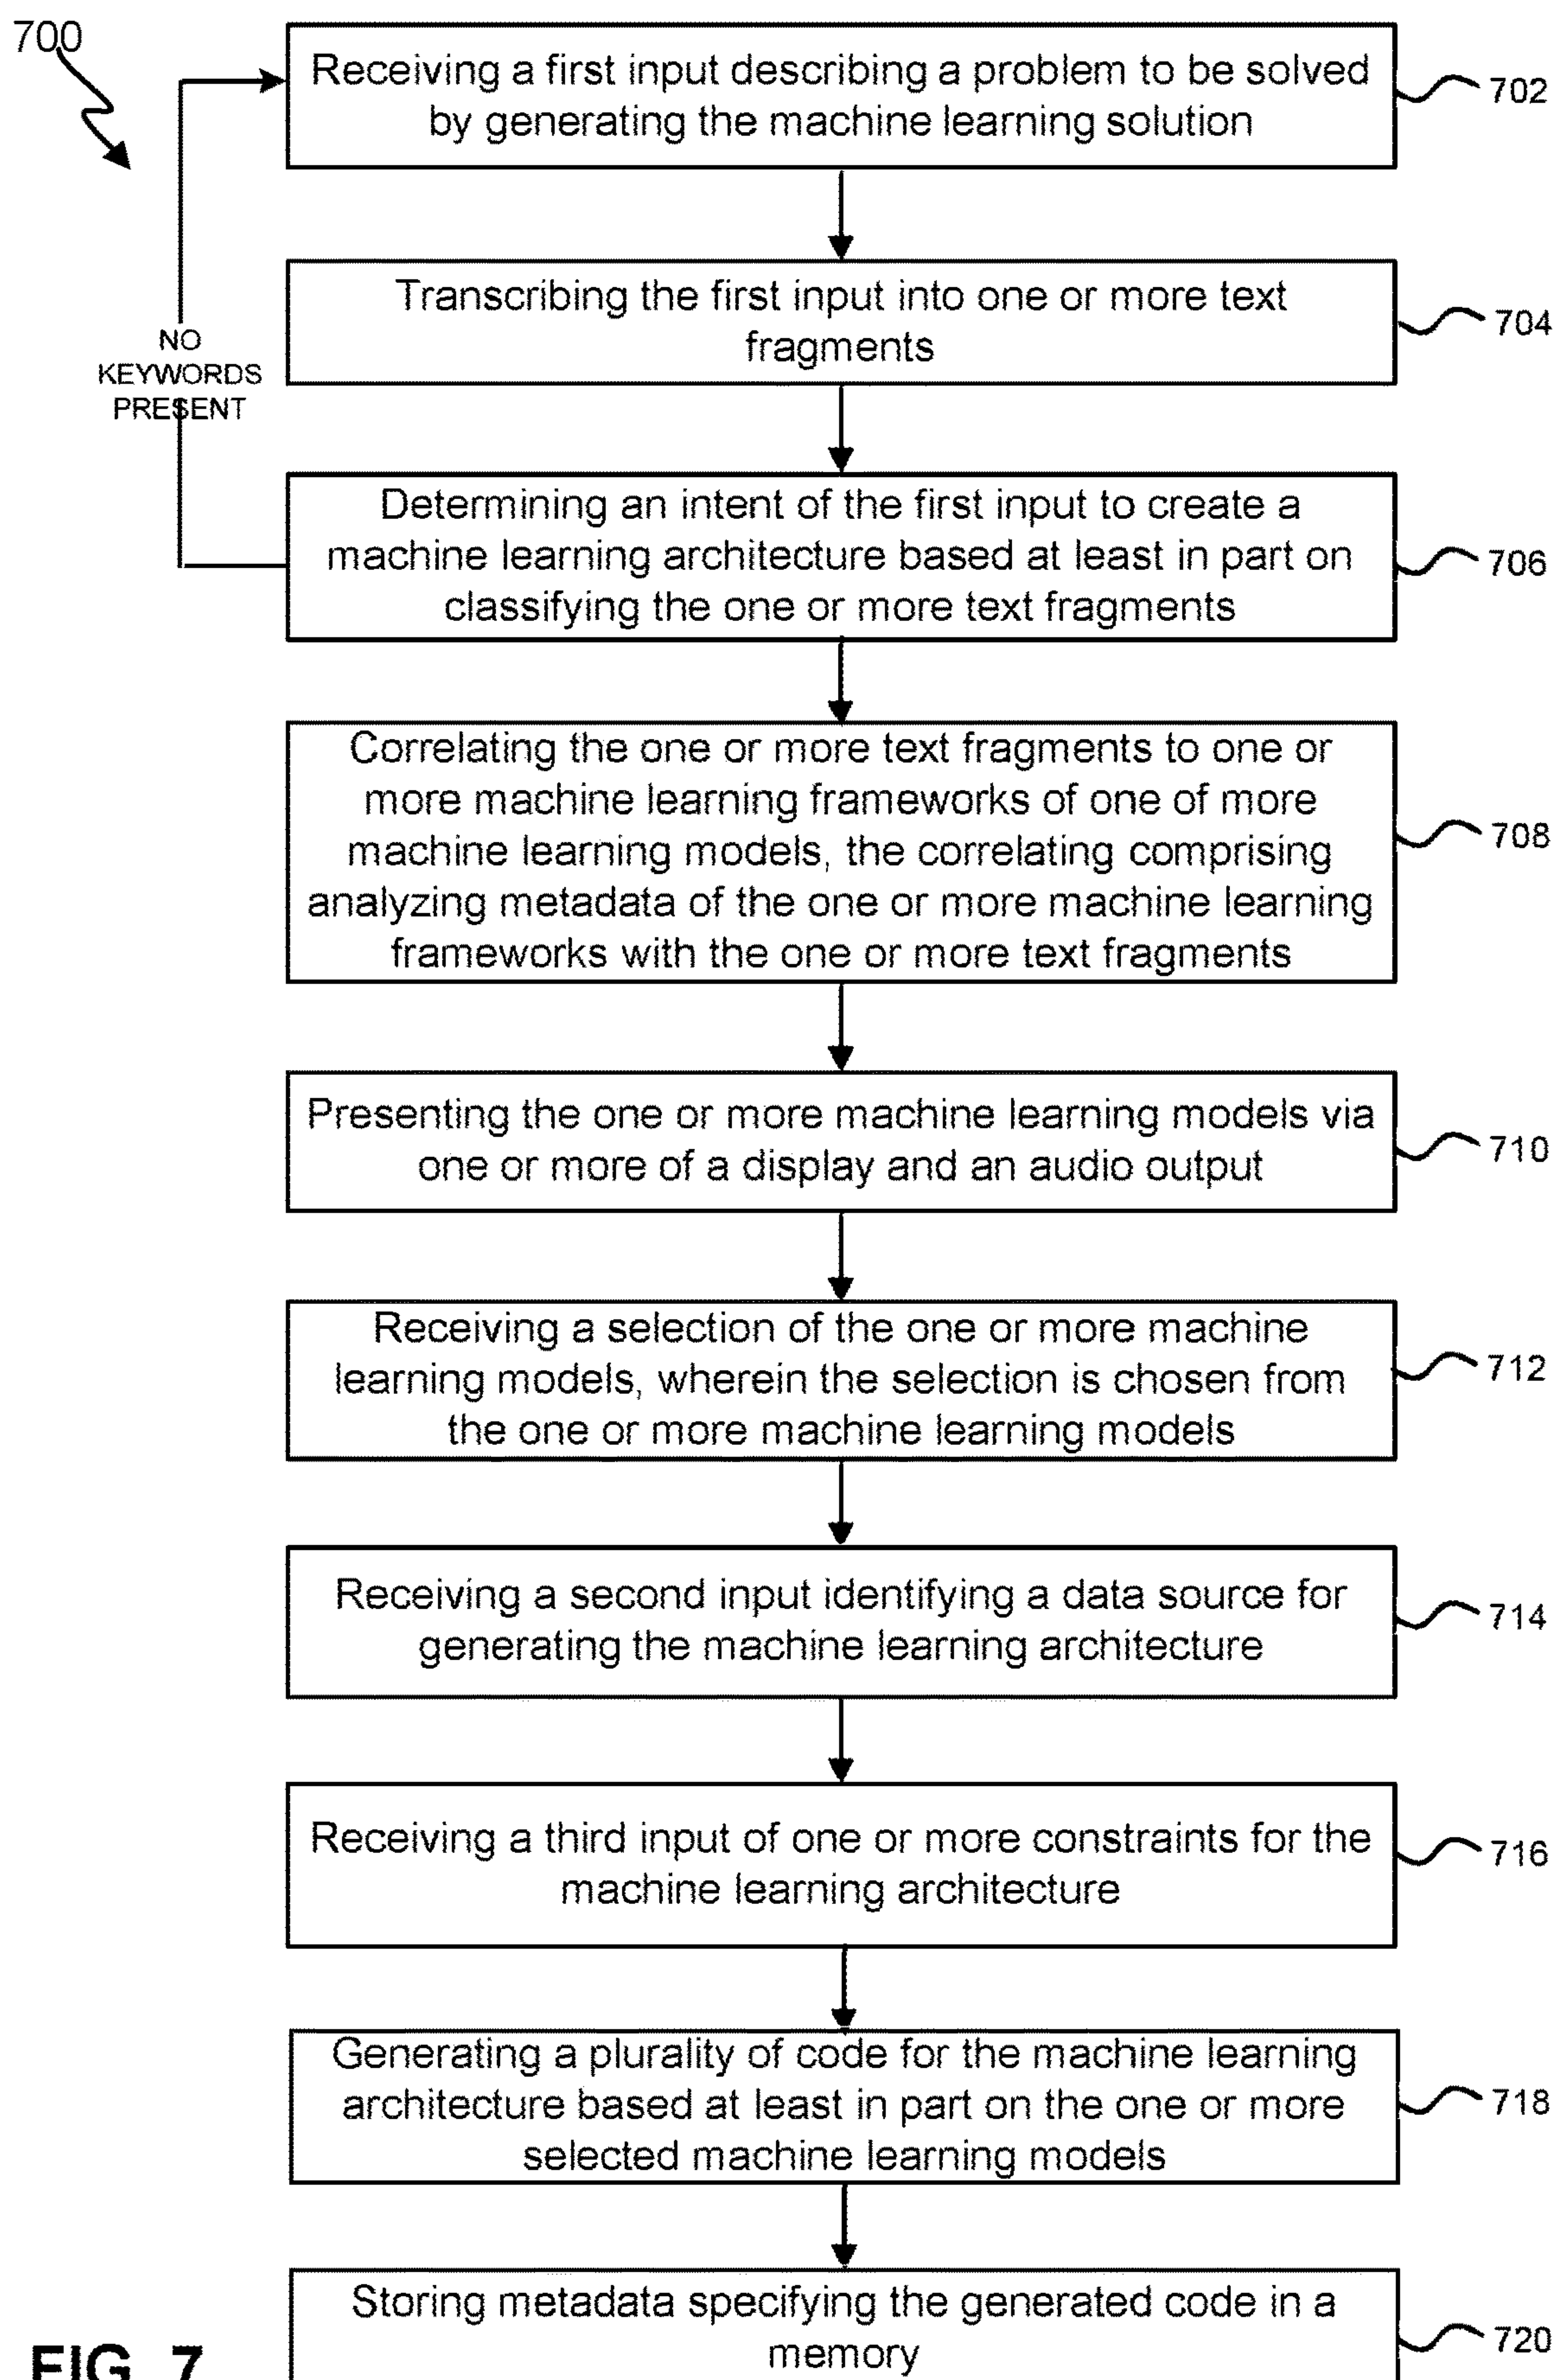 700
Receiving a first input describing a problem to be solved
by generating the machine learning solution
702
Transcribing the first input into one or more text
fragments
704
NO
KEYWORDS
PRESENT
Determining an intent of the first input to create a
machine learning architecture based at least in part on
classifying the one or more text fragments
706
Correlating the one or more text fragments to one or
more machine learning frameworks of one of more
machine learning models, the correlating comprising
analyzing metadata of the one or more machine learning
frameworks with the one or more text fragments
708
Presenting the one or more machine learning models via
one or more of a display and an audio output
710
Receiving a selection of the one or more machine
learning models, wherein the selection is chosen from
the one or more machine learning models
712
Receiving a second input identifying a data source for
generating the machine learning architecture
714
Receiving a third input of one or more constraints for the
machine learning architecture
716
Generating a plurality of code for the machine learning
architecture based at least in part on the one or more
selected machine learning models
718
Storing metadata specifying the generated code in a
memory
720
FIG. 7